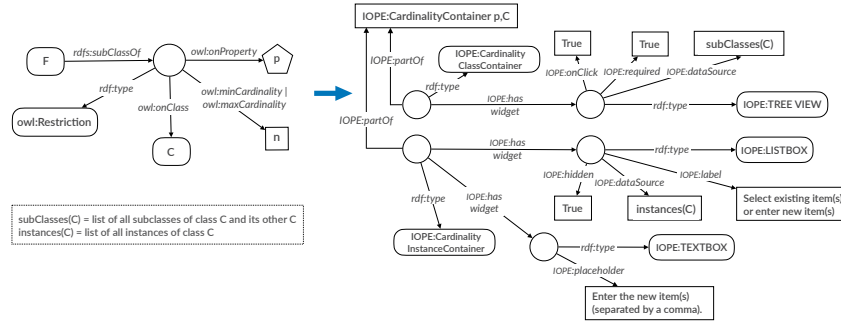 IOPE:CardinalityContainer p,C
F
rdfs:subClassOf
owl:onProperty
p
rdf:type
owl:onClass
owl:minCardinality |
owl:maxCardinality
owl:Restriction
C
n
IOPE:partOf
IOPE:Cardinality
ClassContainer
rdf:type
True
True
subClasses(C)
IOPE:onClick
IOPE:required
IOPE:dataSource
IOPE:has
widget
rdf:type
IOPE:TREE VIEW
IOPE:partOf
IOPE:has
widget
rdf:type
IOPE:LISTBOX
IOPE:hidden
IOPE:dataSource
IOPE:label
True
instances(C)
Select existing item(s)
or enter new item(s)
rdf:type
IOPE:has
widget
IOPE:Cardinality
InstanceContainer
rdf:type
IOPE:TEXTBOX
IOPE:placeholder
Enter the new item(s)
(separated by a comma).
subClasses(C) = list of all subclasses of class C and its other C
instances(C) = list of all instances of class C